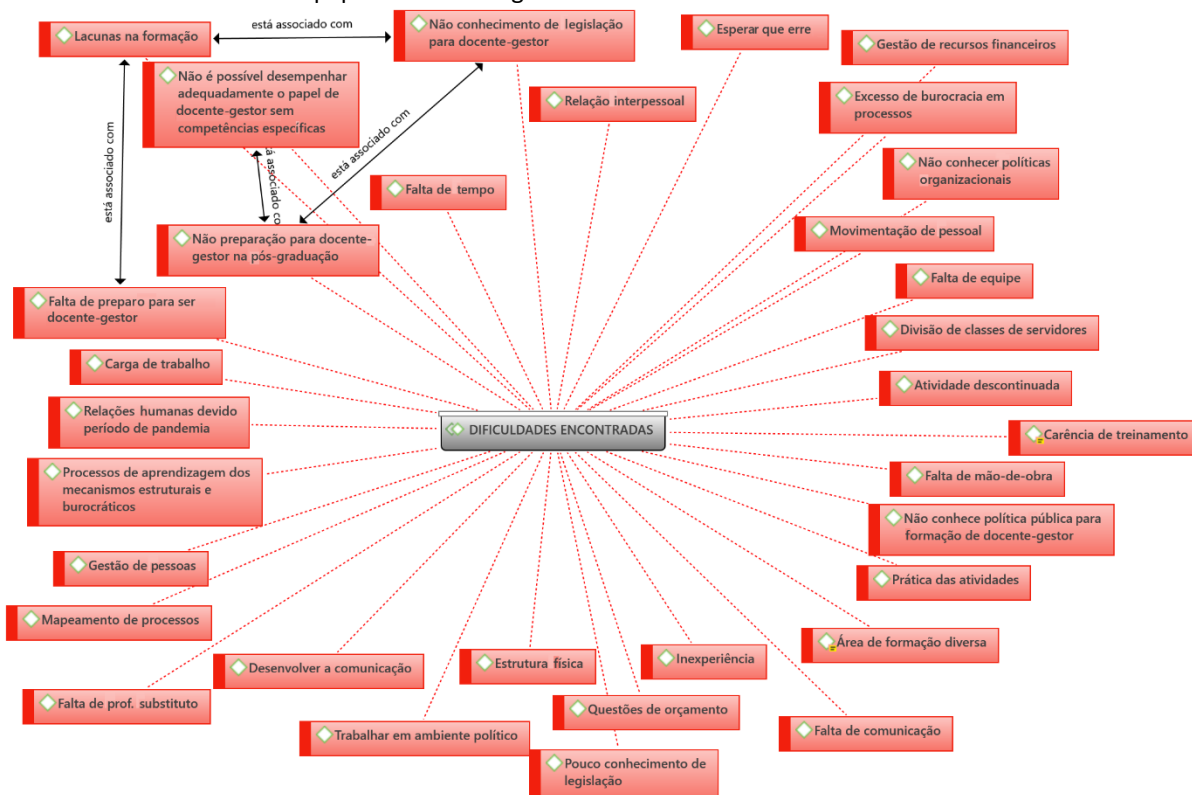 está associado com
Lacunas na formação
Não conhecimento de legislação
para docente-gestor
Esperar que erre
Gestão de recursos financeiros
Não é possível desempenhar
adequadamente o papel de
docente-gestor sem
competências específicas
Relação interpessoal
Excesso de burocracia em
processos
está associado com
está associado com
está associado co
Não conhecer políticas
organizacionais
Falta de tempo
Movimentação de pessoal
Não preparação para docente-
gestor na pós-graduação
Falta de equipe
Falta de preparo para ser
docente-gestor
Divisão de classes de servidores
Carga de trabalho
Atividade descontinuada
Relações humanas devido
período de pandemia
DIFICULDADES ENCONTRADAS
Carência de treinamento
Processos de aprendizagem dos
mecanismos estruturais e
burocráticos
Falta de mão-de-obra
Não conhece política pública para
formação de docente-gestor
Gestão de pessoas
Prática das atividades
Mapeamento de processos
Área de formação diversa
Desenvolver a comunicação
Estrutura física
Inexperiência
Falta de prof. substituto
Questões de orçamento
Trabalhar em ambiente político
Falta de comunicação
Pouco conhecimento de
legislação